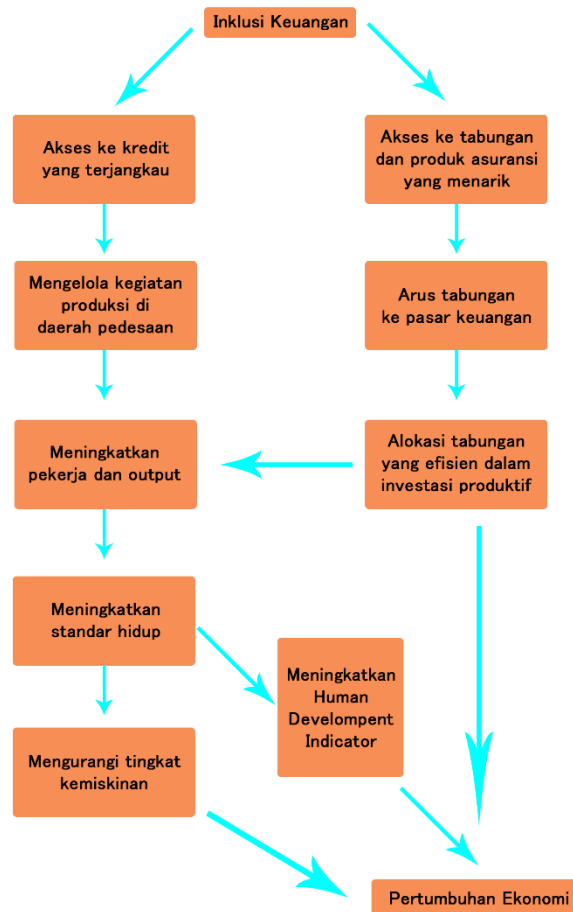 Inklusi Keuangan
Akses ke kredit
yang terjangkau
Akses ke tabungan
dan produk asuransi
yang menarik
Mengelola kegiatan
produksi di
daerah pedesaan
Arus tabungan
ke pasar keuangan
Meningkatkan
pekerja dan output
Alokasi tabungan
yang efisien dalam
investasi produktif
Meningkatkan
standar hidup
Meningkatkan
Human
Develompent
Indicator
Mengurangi tingkat
kemiskinan
Pertumbuhan Ekonomi